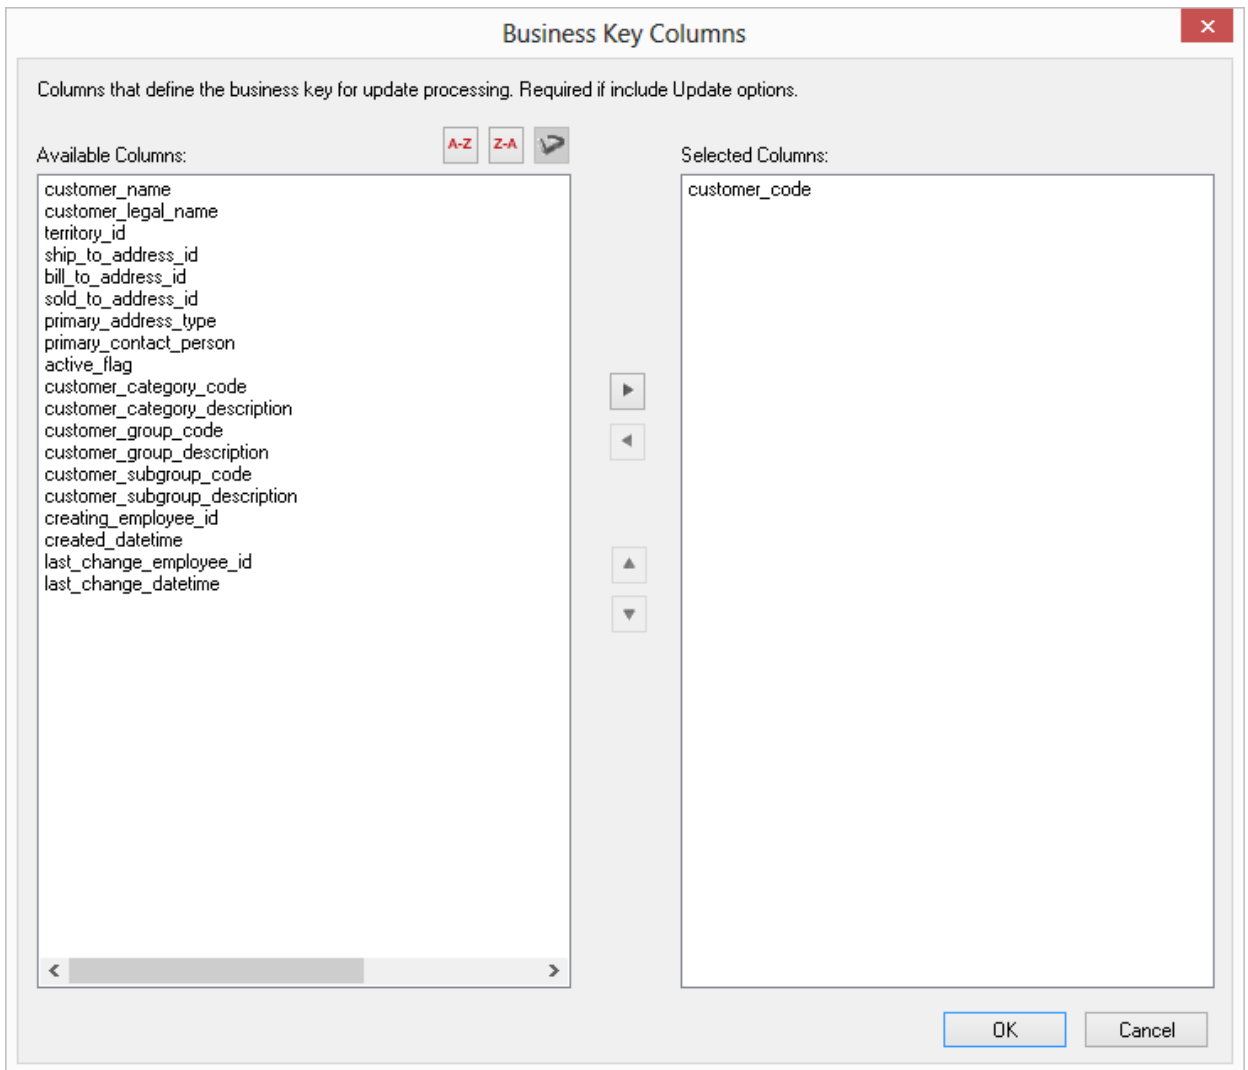 Business Key Columns
Columns that define the business key for update processing. Required if include Update options.
A-Z Z-A
Available Columns:
customer_name
customer_legal_name
territory_id
ship_to_address_id
bill_to_address_id
sold_to_address_id
primary_address_type
primary_contact_person
active_flag
customer_category_code
customer_category_description
customer_group_code
customer_group_description
customer_subgroup_code
customer_subgroup_description
creating_employee_id
created_datetime
last_change_employee_id
last_change_datetime
Selected Columns:
customer_code
OK Cancel